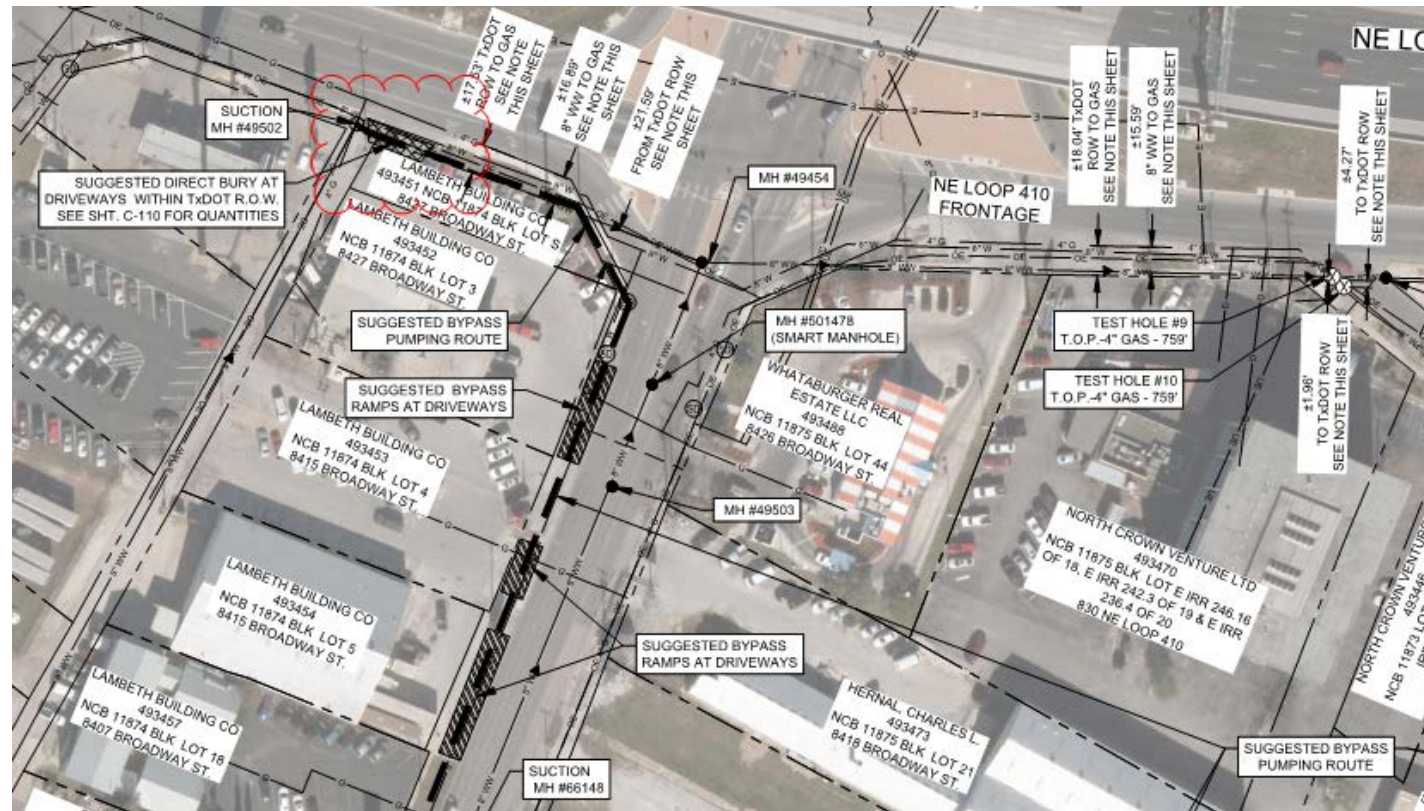 NE LO
±17.53' TxDOT
ROW TO GAS
SEE NOTE
THIS SHEET
±16.89'
8" WW TO GAS
SEE NOTE THIS
SHEET
±21.59'
FROM TxDOT ROW
SEE NOTE THIS
SHEET
±18.04' TxDOT
ROW TO GAS
SEE NOTE THIS SHEET
±15.59'
8" WW TO GAS
SEE NOTE THIS SHEET
±4.27'
TO TxDOT ROW
SEE NOTE THIS SHEET
SUCTION
MH #49502
SUGGESTED DIRECT BURY AT
DRIVEWAYS WITHIN TxDOT R.O.W.
SEE SHT. C-110 FOR QUANTITIES
MH #49454
NE LOOP 410
FRONTAGE
LAMBETH BUILDING CO
493451 NCB 11874 BLK LOT S
8437 BROADWAY ST.
LAMBETH BUILDING CO
493452
NCB 11874 BLK LOT 3
8427 BROADWAY ST.
SUGGESTED BYPASS
PUMPING ROUTE
MH #501478
(SMART MANHOLE)
TEST HOLE #9
T.O.P.-4" GAS - 759'
TEST HOLE #10
T.O.P.-4" GAS - 759'
±1.96'
TO TxDOT ROW
SEE NOTE THIS SHEET
SUGGESTED BYPASS
RAMPS AT DRIVEWAYS
WHATABURGER REAL
ESTATE LLC
493488
NCB 11875 BLK LOT 44
8426 BROADWAY ST.
LAMBETH BUILDING CO
493453
NCB 11874 BLK LOT 4
8415 BROADWAY ST.
MH #49503
NORTH CROWN VENTURE LTD
493470
NCB 11875 BLK LOT E IRR 246.16
OF 18, E IRR 242.3 OF 19 & E IRR
236.4 OF 20
830 NE LOOP 410
NORTH CROWN VENTURE
NCB 11873
LAMBETH BUILDING CO
493454
NCB 11874 BLK LOT 5
8415 BROADWAY ST.
SUGGESTED BYPASS
RAMPS AT DRIVEWAYS
LAMBETH BUILDING CO
493457
NCB 11874 BLK LOT 18
8407 BROADWAY ST.
HERNAL, CHARLES L.
493473
NCB 11875 BLK LOT 21
8418 BROADWAY ST.
SUCTION
MH #66148
SUGGESTED BYPASS
PUMPING ROUTE